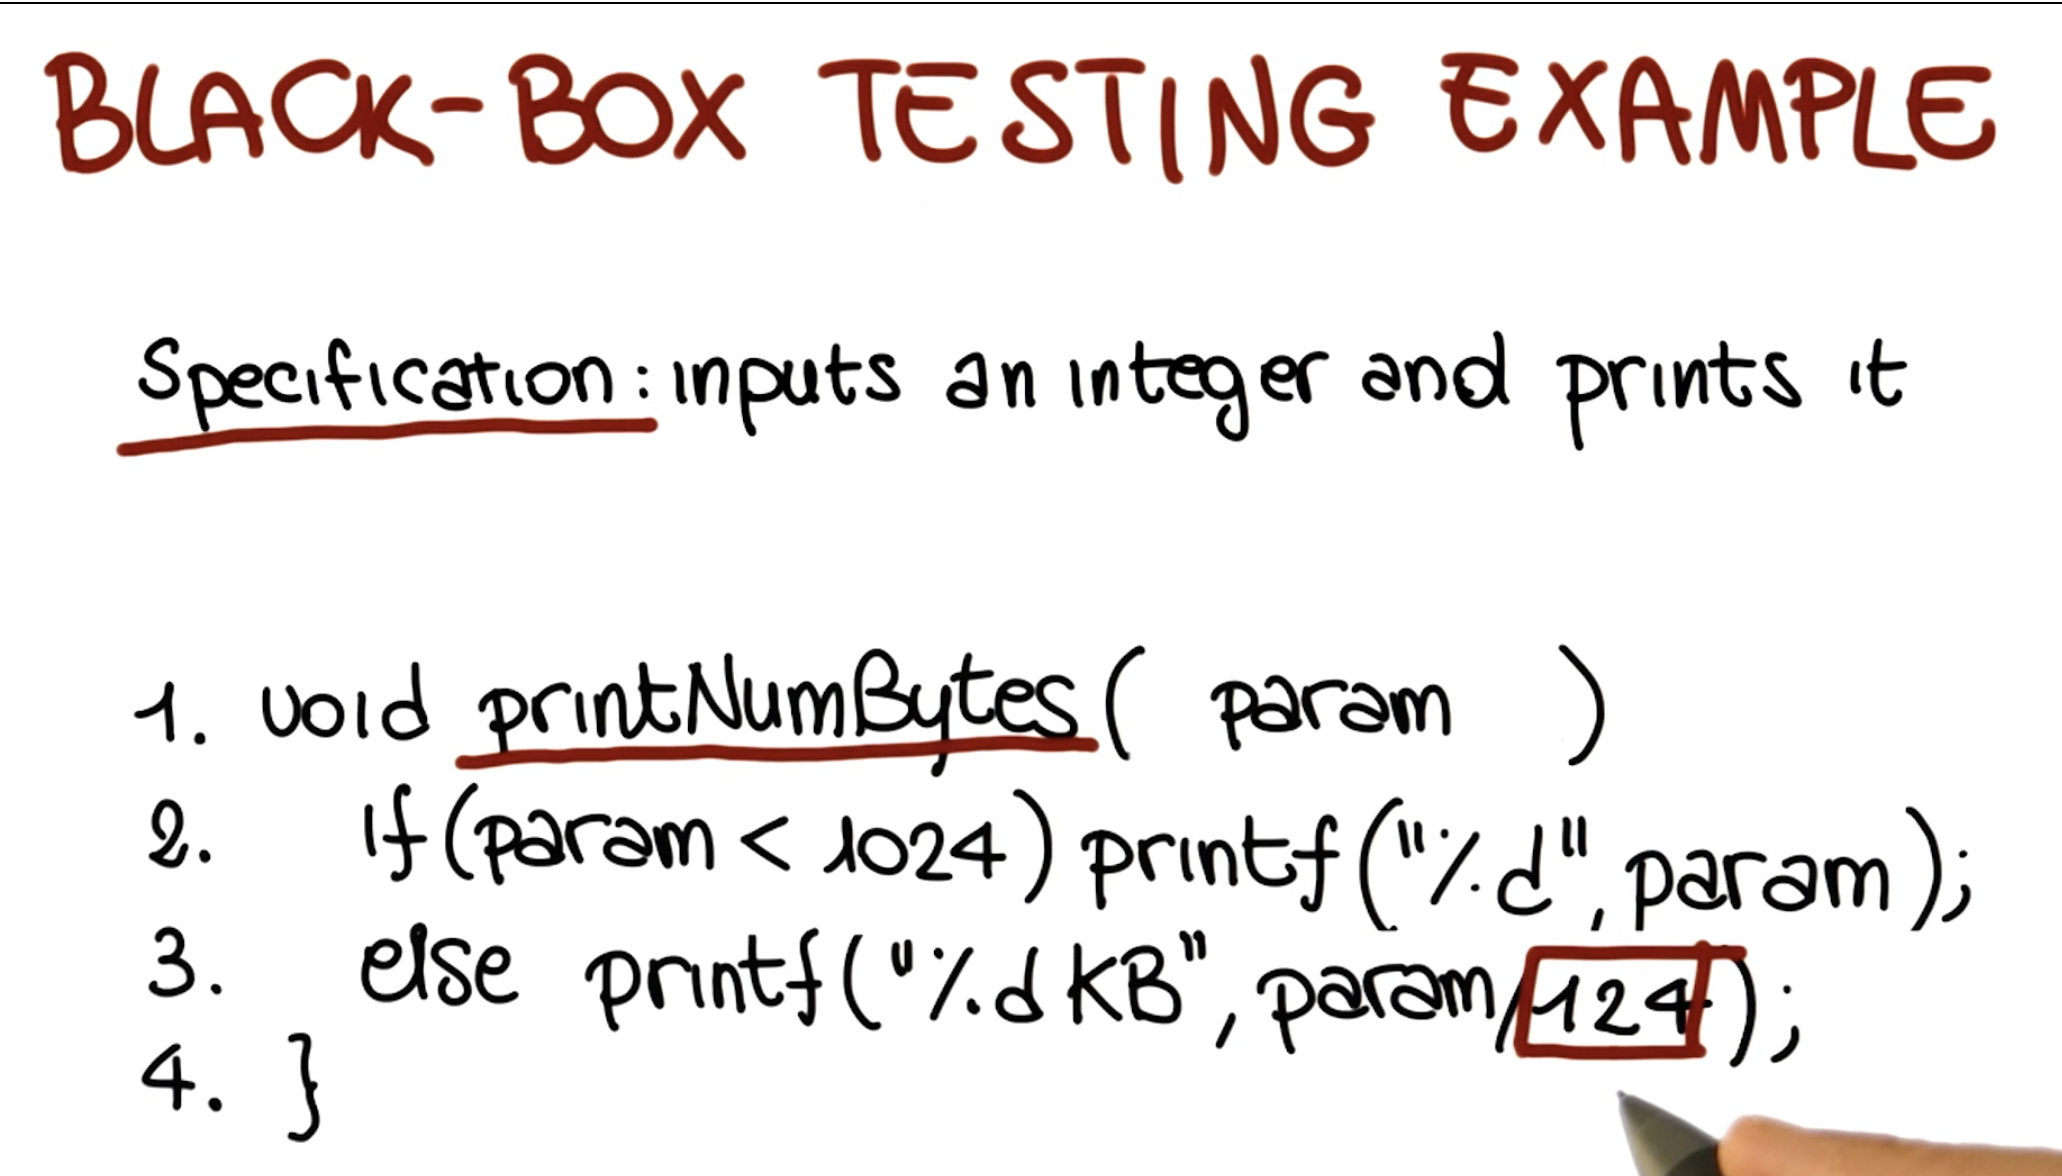 BLACK-BOX TESTING EXAMPLE
Specification: inputs an integer and prints it
1. void printNumBytes( param )
2. if(param < 1024) printf("%d", param);
3. else printf("%d KB", param/124);
4. }